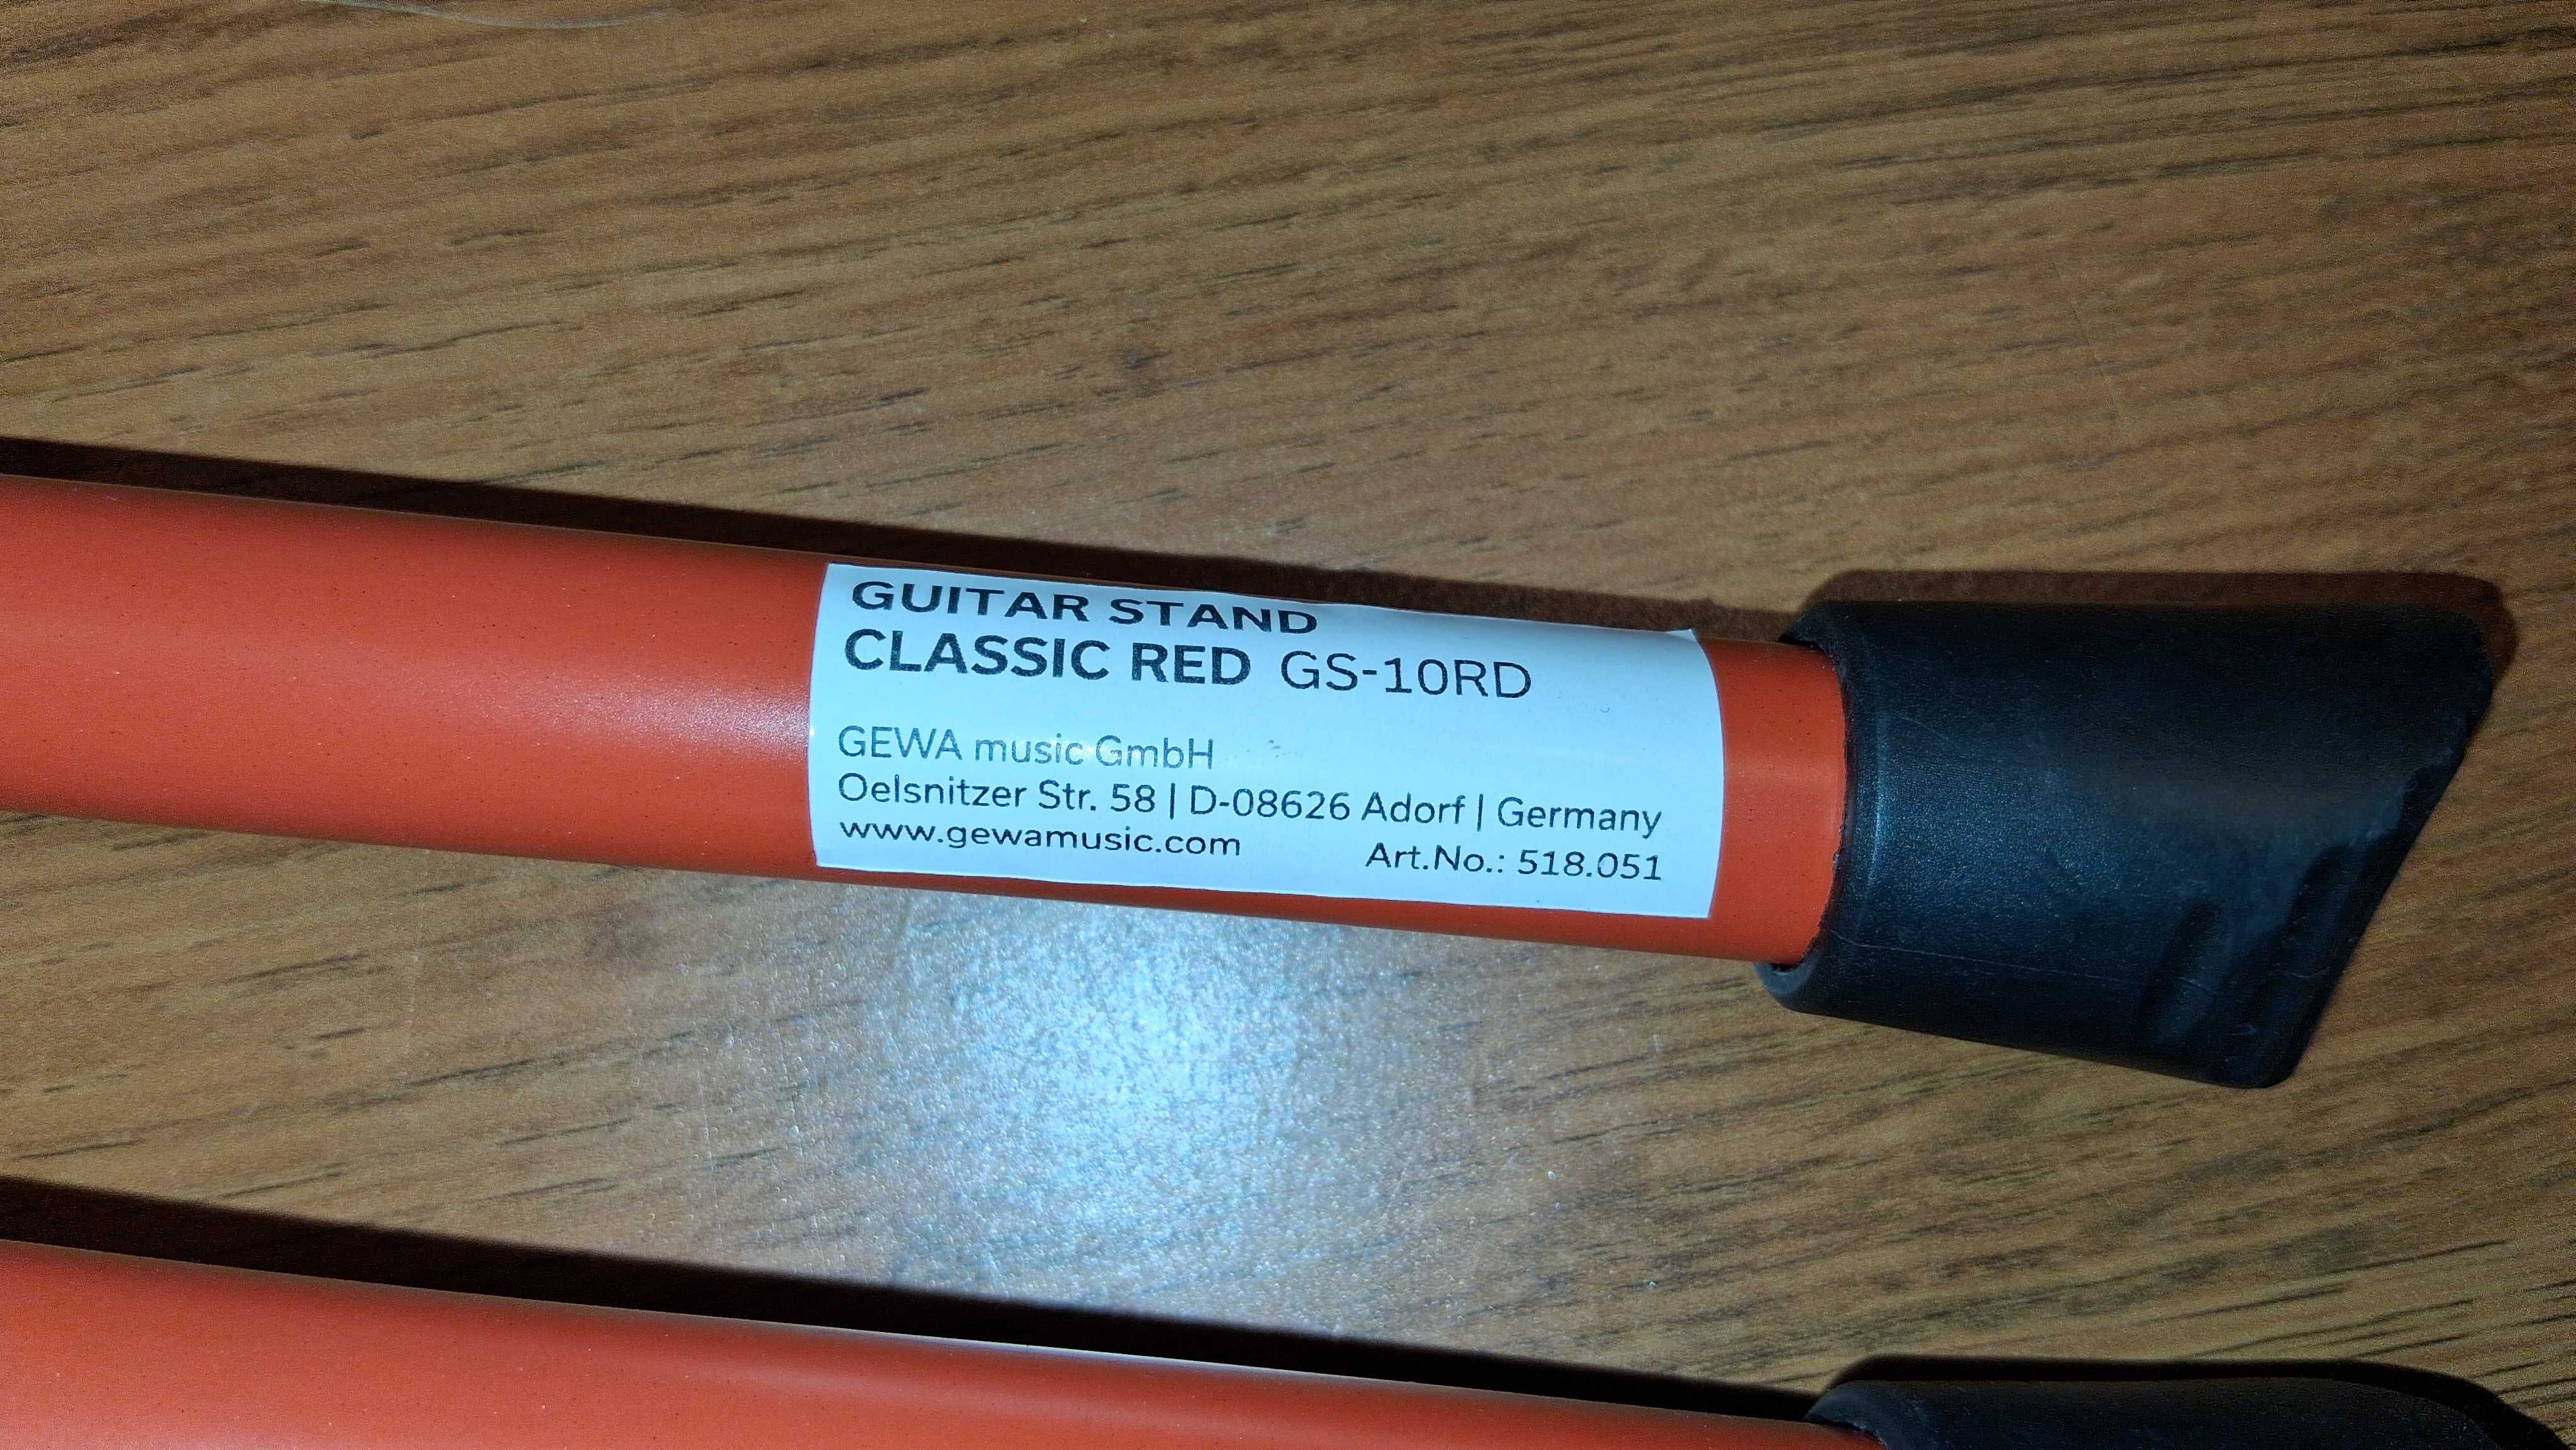 GUITAR STAND
CLASSIC RED GS-10RD
GEWA music GmbH
Oelsnitzer Str. 58 | D-08626 Adorf | Germany
www.gewamusic.com Art.No.: 518.051